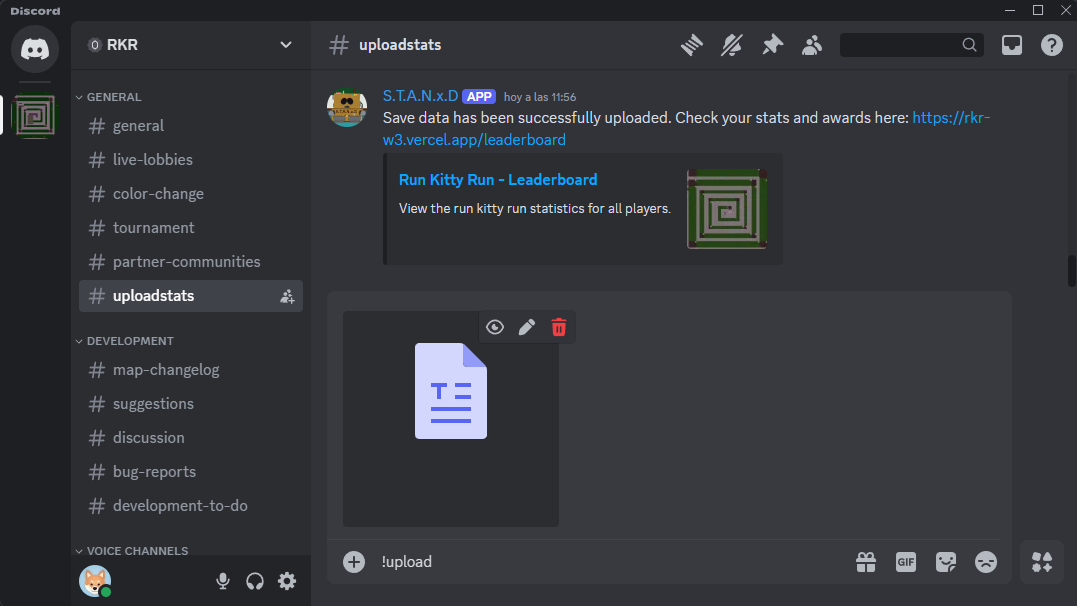 Discord
RKR
uploadstats
GENERAL
general
live-lobbies
color-change
tournament
partner-communities
uploadstats
DEVELOPMENT
map-changelog
suggestions
discussion
bug-reports
development-to-do
VOICE CHANNELS
S.T.A.N.x.D APP hoy a las 11:56
Save data has been successfully uploaded. Check your stats and awards here: https://rkr-
w3.vercel.app/leaderboard
Run Kitty Run - Leaderboard
View the run kitty run statistics for all players.
!upload
GIF